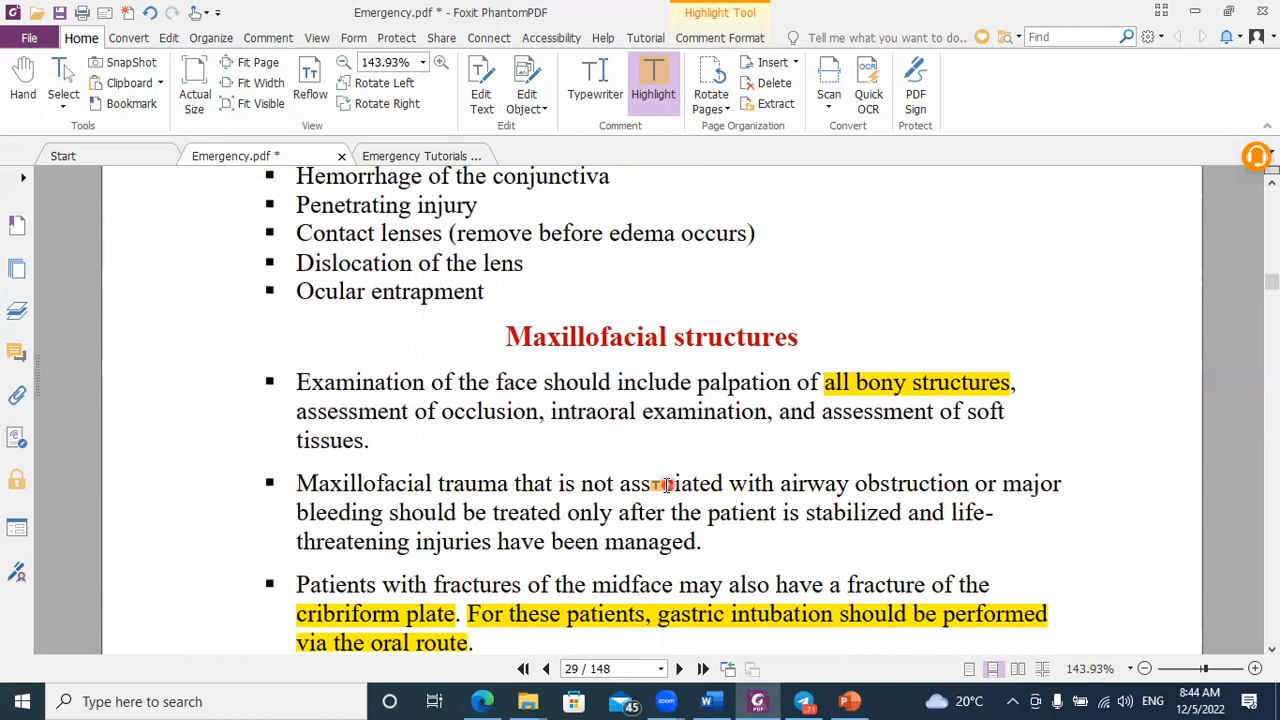 Emergency.pdf * - Foxit PhantomPDF
Highlight Tool
File Home Convert Edit Organize Comment View Form Protect Share Connect Accessibility Help Tutorial Comment Format Tell me what you want to do... Find
Hand
Select
SnapShot
Clipboard
Bookmark
Tools
Actual Size
Fit Page
Fit Width
Fit Visible
Reflow
143.93%
Rotate Left
Rotate Right
View
Edit Text
Edit Object
Edit
Typewriter
Highlight
Comment
Rotate Pages
Insert
Delete
Extract
Page Organization
Scan
Quick OCR
Convert
PDF Sign
Protect
Start
Emergency.pdf *
Emergency Tutorials ...
▪ Hemorrhage of the conjunctiva
▪ Penetrating injury
▪ Contact lenses (remove before edema occurs)
▪ Dislocation of the lens
▪ Ocular entrapment
Maxillofacial structures
▪ Examination of the face should include palpation of all bony structures,
assessment of occlusion, intraoral examination, and assessment of soft
tissues.
▪ Maxillofacial trauma that is not associated with airway obstruction or major
bleeding should be treated only after the patient is stabilized and life-
threatening injuries have been managed.
▪ Patients with fractures of the midface may also have a fracture of the
cribriform plate. For these patients, gastric intubation should be performed
via the oral route.
29 / 148
143.93%
Type here to search
45
zoom
71
20°C
ENG
8:44 AM
12/5/2022